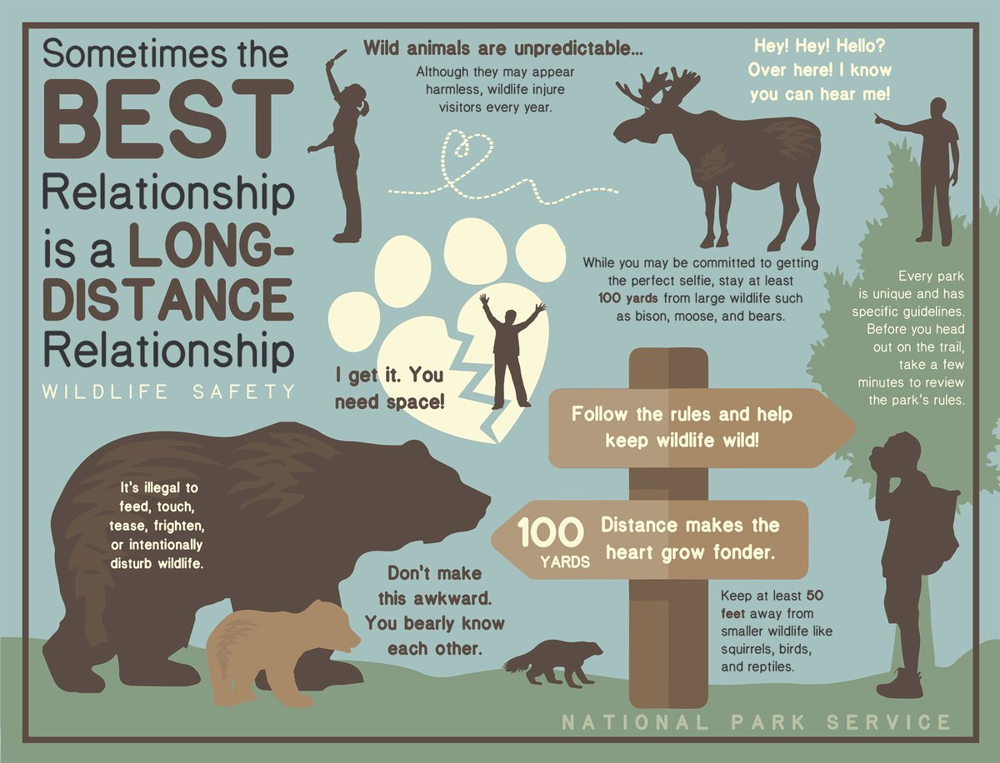 Sometimes the
BEST
Relationship
is a LONG-
DISTANCE
Relationship
WILDLIFE SAFETY
Wild animals are unpredictable...
Although they may appear
harmless, wildlife injure
visitors every year.
Hey! Hey! Hello?
Over here! I know
you can hear me!
While you may be committed to getting
the perfect selfie, stay at least
100 yards from large wildlife such
as bison, moose, and bears.
Every park
is unique and has
specific guidelines.
Before you head
out on the trail,
take a few
minutes to review
the park's rules.
I get it. You
need space!
Follow the rules and help
keep wildlife wild!
It's illegal to
feed, touch,
tease, frighten,
or intentionally
disturb wildlife.
100
YARDS
Distance makes the
heart grow fonder.
Don't make
this awkward.
You bearly know
each other.
Keep at least 50
feet away from
smaller wildlife like
squirrels, birds,
and reptiles.
NATIONAL PARK SERVICE